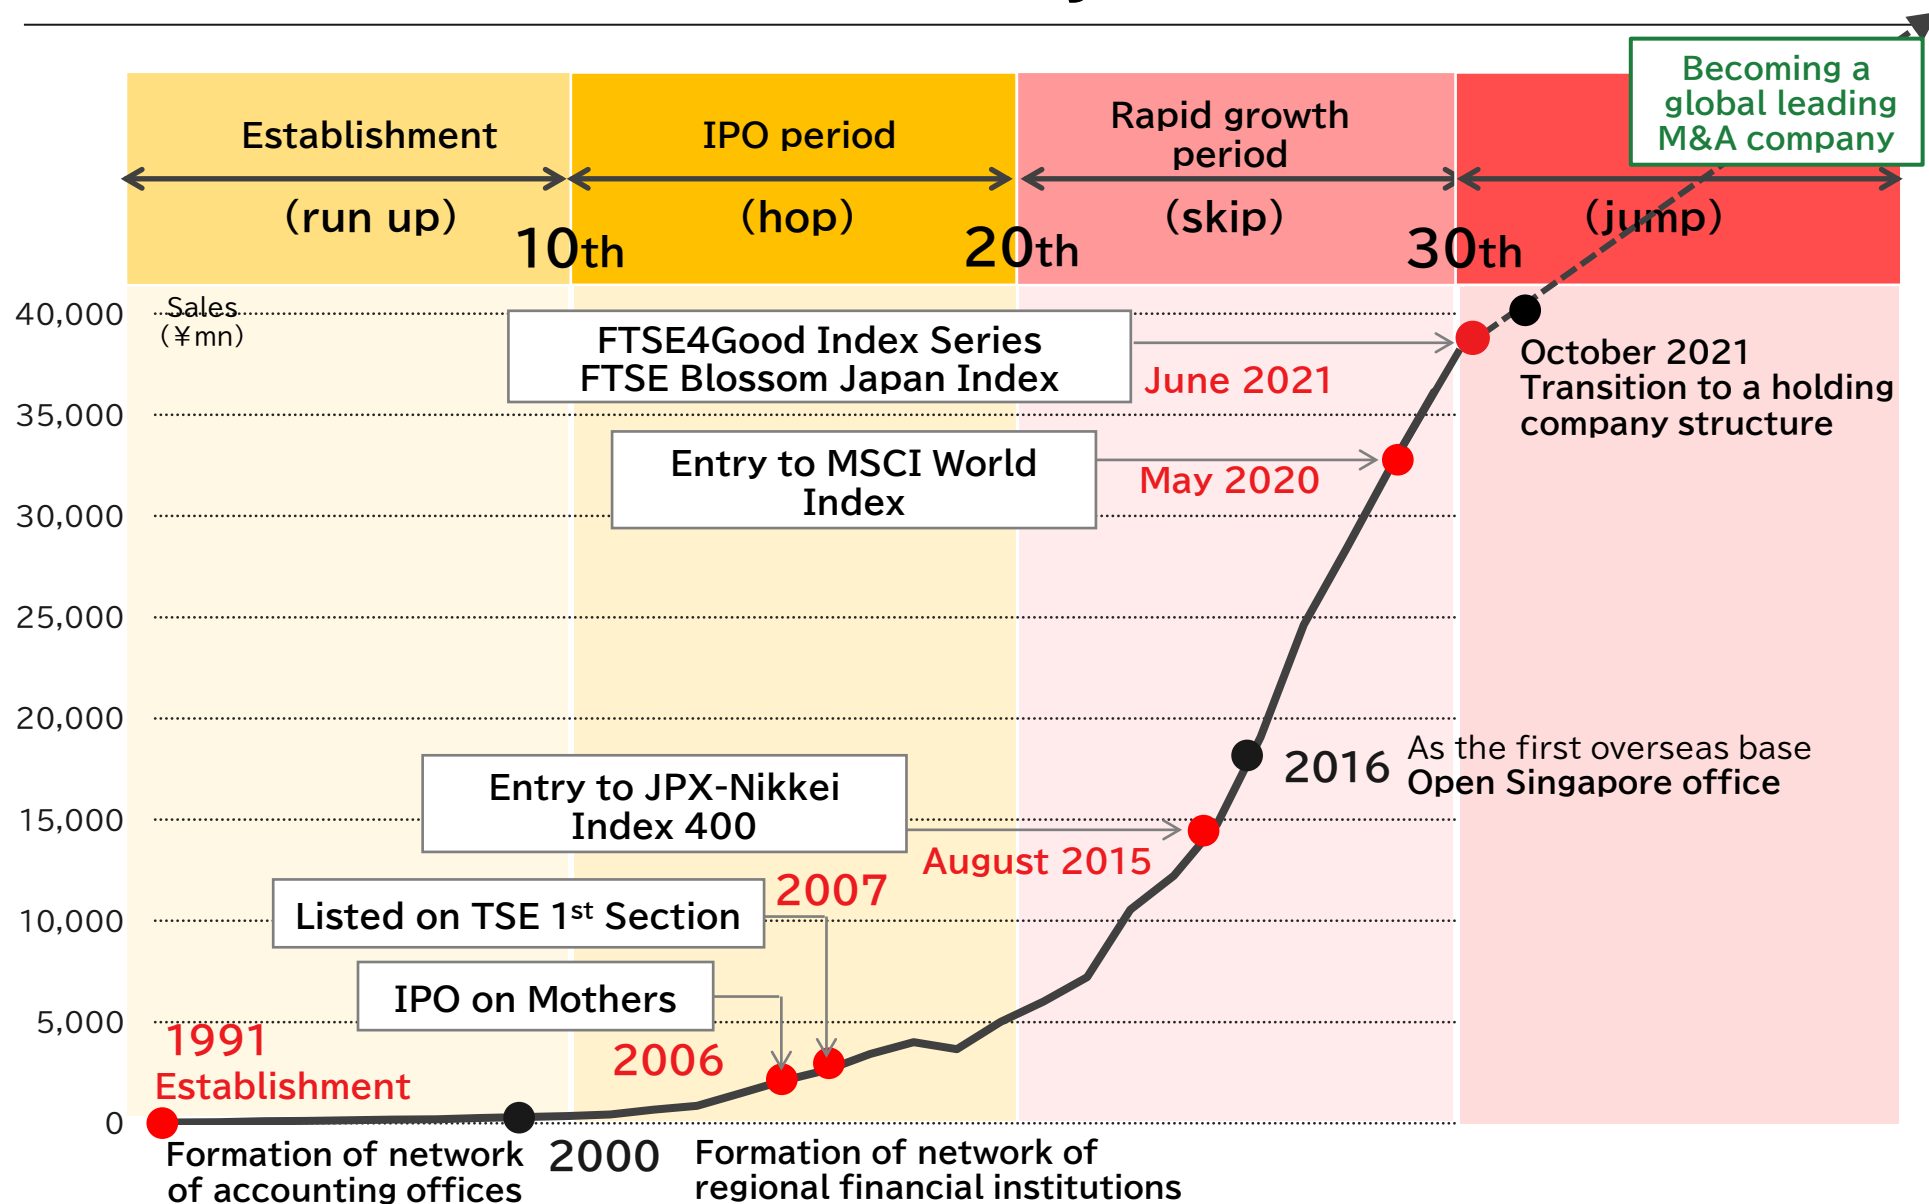 Becoming a
global leading
M&A company
Establishment
IPO period
Rapid growth
period
(run up)
(hop)
(skip)
(jump)
10th
20th
30th
Sales
(¥mn)
40,000
35,000
30,000
25,000
20,000
15,000
10,000
5,000
0
FTSE4Good Index Series
FTSE Blossom Japan Index
June 2021
October 2021
Transition to a holding
company structure
Entry to MSCI World
Index
May 2020
2016
As the first overseas base
Open Singapore office
Entry to JPX-Nikkei
Index 400
August 2015
2007
Listed on TSE 1st Section
IPO on Mothers
2006
1991
Establishment
Formation of network
of accounting offices
2000
Formation of network of
regional financial institutions